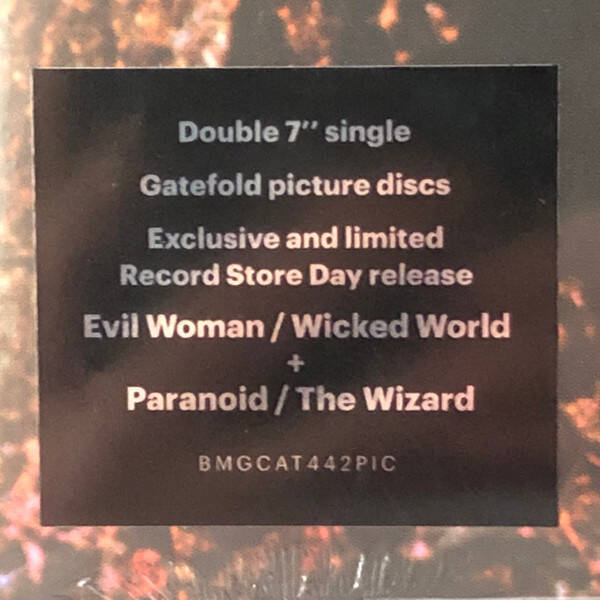 Double 7″ single
Gatefold picture discs
Exclusive and limited
Record Store Day release
Evil Woman / Wicked World
+
Paranoid / The Wizard
BMGCAT442PIC